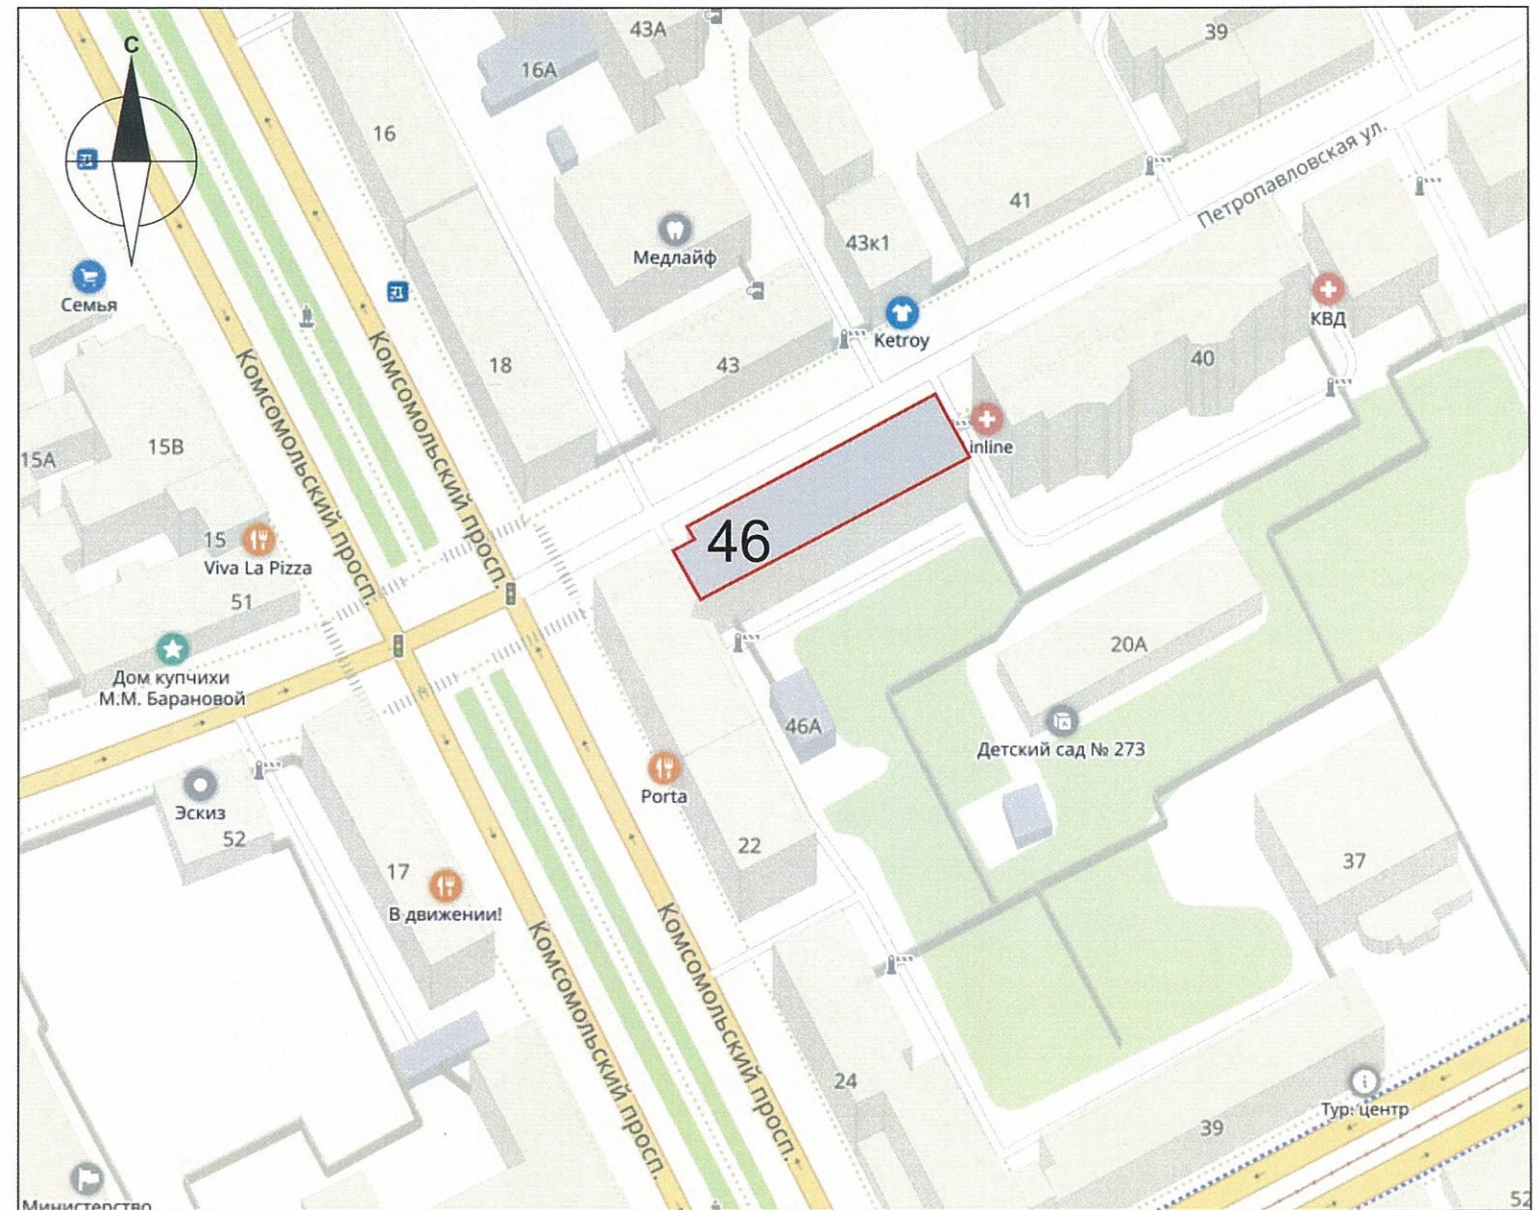 С
43А
39
16А
16
Петропавловская ул.
41
Медлайф
43к1
Семья
Ketroy
КВД
18
43
40
Комсомольский просп.
Комсомольский просп.
15В
15А
inline
46
15
Viva La Pizza
51
20А
Дом купчихи
М.М. Барановой
46А
Детский сад № 273
Porta
Эскиз
52
22
37
17
В движении!
Комсомольский просп.
Комсомольский просп.
24
Тур. центр
39
Министерство
52